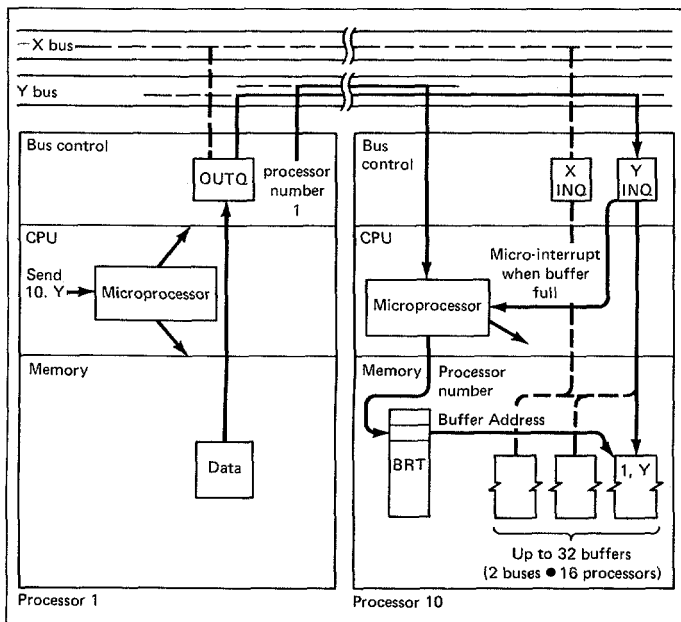 X bus
Y bus
Bus control
OUTQ
processor
number
1
CPU
Send
10. Y
Microprocessor
Memory
Data
Processor 1
Bus
control
X
INQ
Y
INQ
CPU
Micro-interrupt
when buffer
full
Microprocessor
Memory
Processor
number
Buffer Address
BRT
1, Y
Up to 32 buffers
(2 buses ● 16 processors)
Processor 10